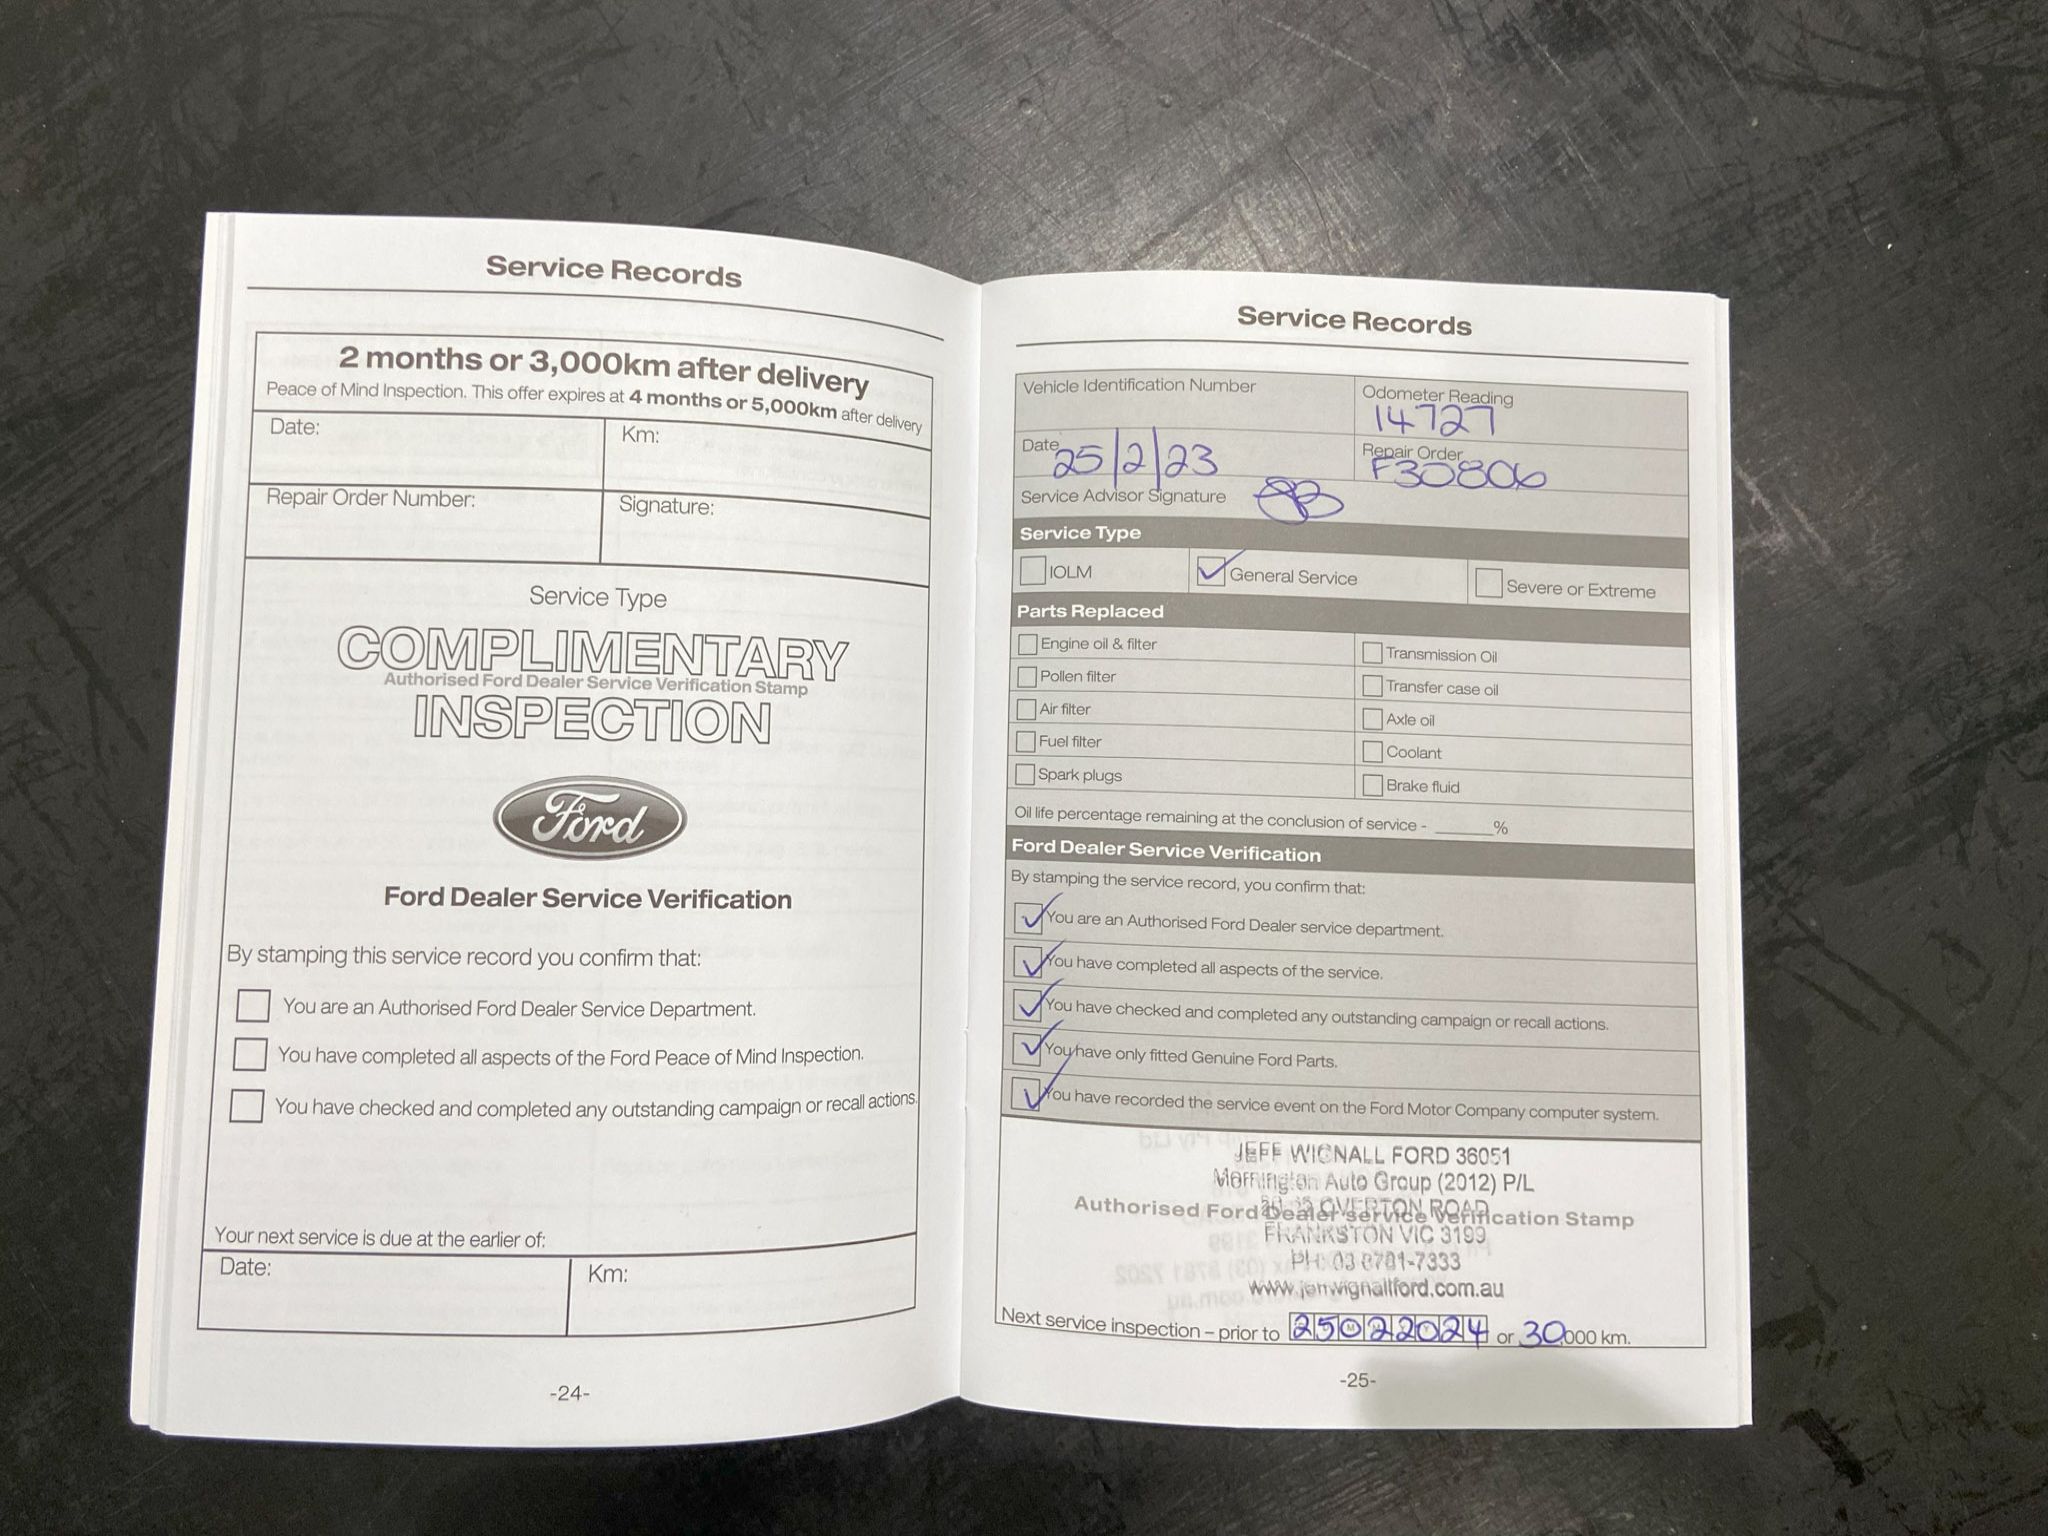 Service Records
2 months or 3,000km after delivery
Peace of Mind Inspection. This offer expires at 4 months or 5,000km after delivery
Date:
Km:
Repair Order Number:
Signature:
Service Type
COMPLIMENTARY
Authorised Ford Dealer Service Verification Stamp
INSPECTION
Ford
Ford Dealer Service Verification
By stamping this service record you confirm that:
You are an Authorised Ford Dealer Service Department.
You have completed all aspects of the Ford Peace of Mind Inspection.
You have checked and completed any outstanding campaign or recall actions.
Your next service is due at the earlier of:
Date:
Km:
-24-
Service Records
Vehicle Identification Number
Odometer Reading
14727
Date 25/2/23
Repair Order
F30806
Service Advisor Signature
Service Type
IOLM
General Service
Severe or Extreme
Parts Replaced
Engine oil & filter
Transmission Oil
Pollen filter
Transfer case oil
Air filter
Axle oil
Fuel filter
Coolant
Spark plugs
Brake fluid
Oil life percentage remaining at the conclusion of service - ______%
Ford Dealer Service Verification
By stamping the service record, you confirm that:
You are an Authorised Ford Dealer service department.
You have completed all aspects of the service.
You have checked and completed any outstanding campaign or recall actions.
You have only fitted Genuine Ford Parts.
You have recorded the service event on the Ford Motor Company computer system.
JEFF WIGNALL FORD 36051
Mornington Auto Group (2012) P/L
OVERTON ROAD
Authorised Ford Dealer service Verification Stamp
FRANKSTON VIC 3199
PH: 03 8781-7333
www.jeffwignallford.com.au
Next service inspection – prior to 25022024 or 30,000 km.
-25-